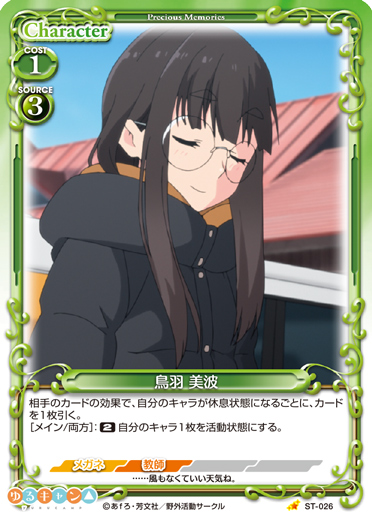 Precious Memories
Character
COST
1
SOURCE
3
鳥羽 美波
相手のカードの効果で、自分のキャラが休息状態になるごとに、カード
を1枚引く。
[メイン/両方]:2 自分のキャラ1枚を活動状態にする。
メガネ 教師
……風もなくていい天気ね。
ゆるキャン△
©あfろ・芳文社/野外活動サークル
ST-026